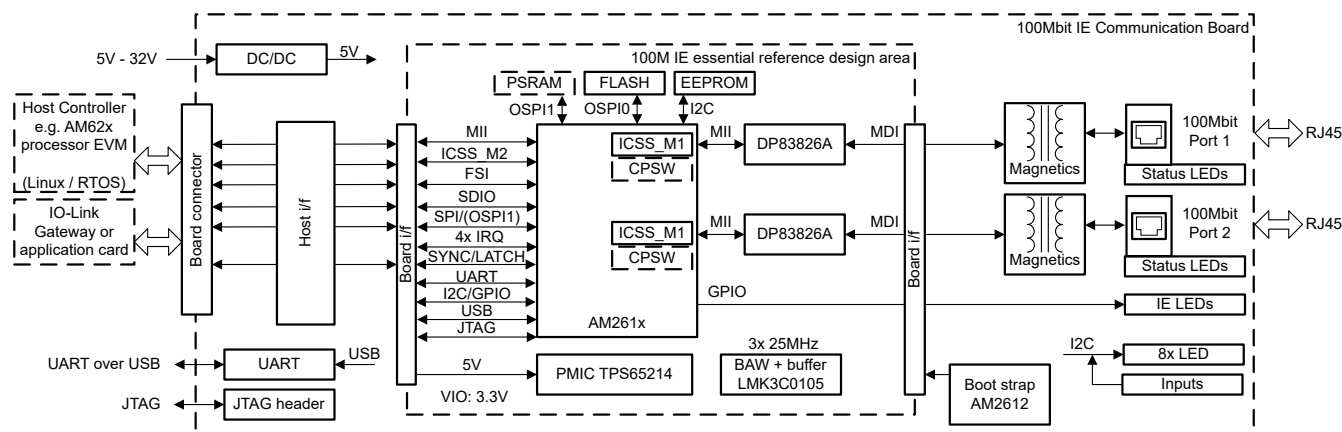 100Mbit IE Communication Board
5V - 32V
DC/DC
5V
100M IE essential reference design area
PSRAM
FLASH
EEPROM
OSPI1
OSPI0
I2C
Host Controller
e.g. AM62x
processor EVM
(Linux / RTOS)
IO-Link
Gateway or
application card
Board connector
Host i/f
Board i/f
MII
ICSS_M2
FSI
SDIO
SPI/(OSPI1)
4x IRQ
SYNC/LATCH
UART
I2C/GPIO
USB
JTAG
ICSS_M1
CPSW
ICSS_M1
CPSW
AM261x
MII
DP83826A
MDI
MII
DP83826A
MDI
GPIO
Board i/f
Magnetics
100Mbit
Port 1
Status LEDs
RJ45
Magnetics
100Mbit
Port 2
Status LEDs
RJ45
IE LEDs
I2C
8x LED
Inputs
UART over USB
UART
USB
JTAG
JTAG header
5V
VIO: 3.3V
PMIC TPS65214
3x 25MHz
BAW + buffer
LMK3C0105
Boot strap
AM2612